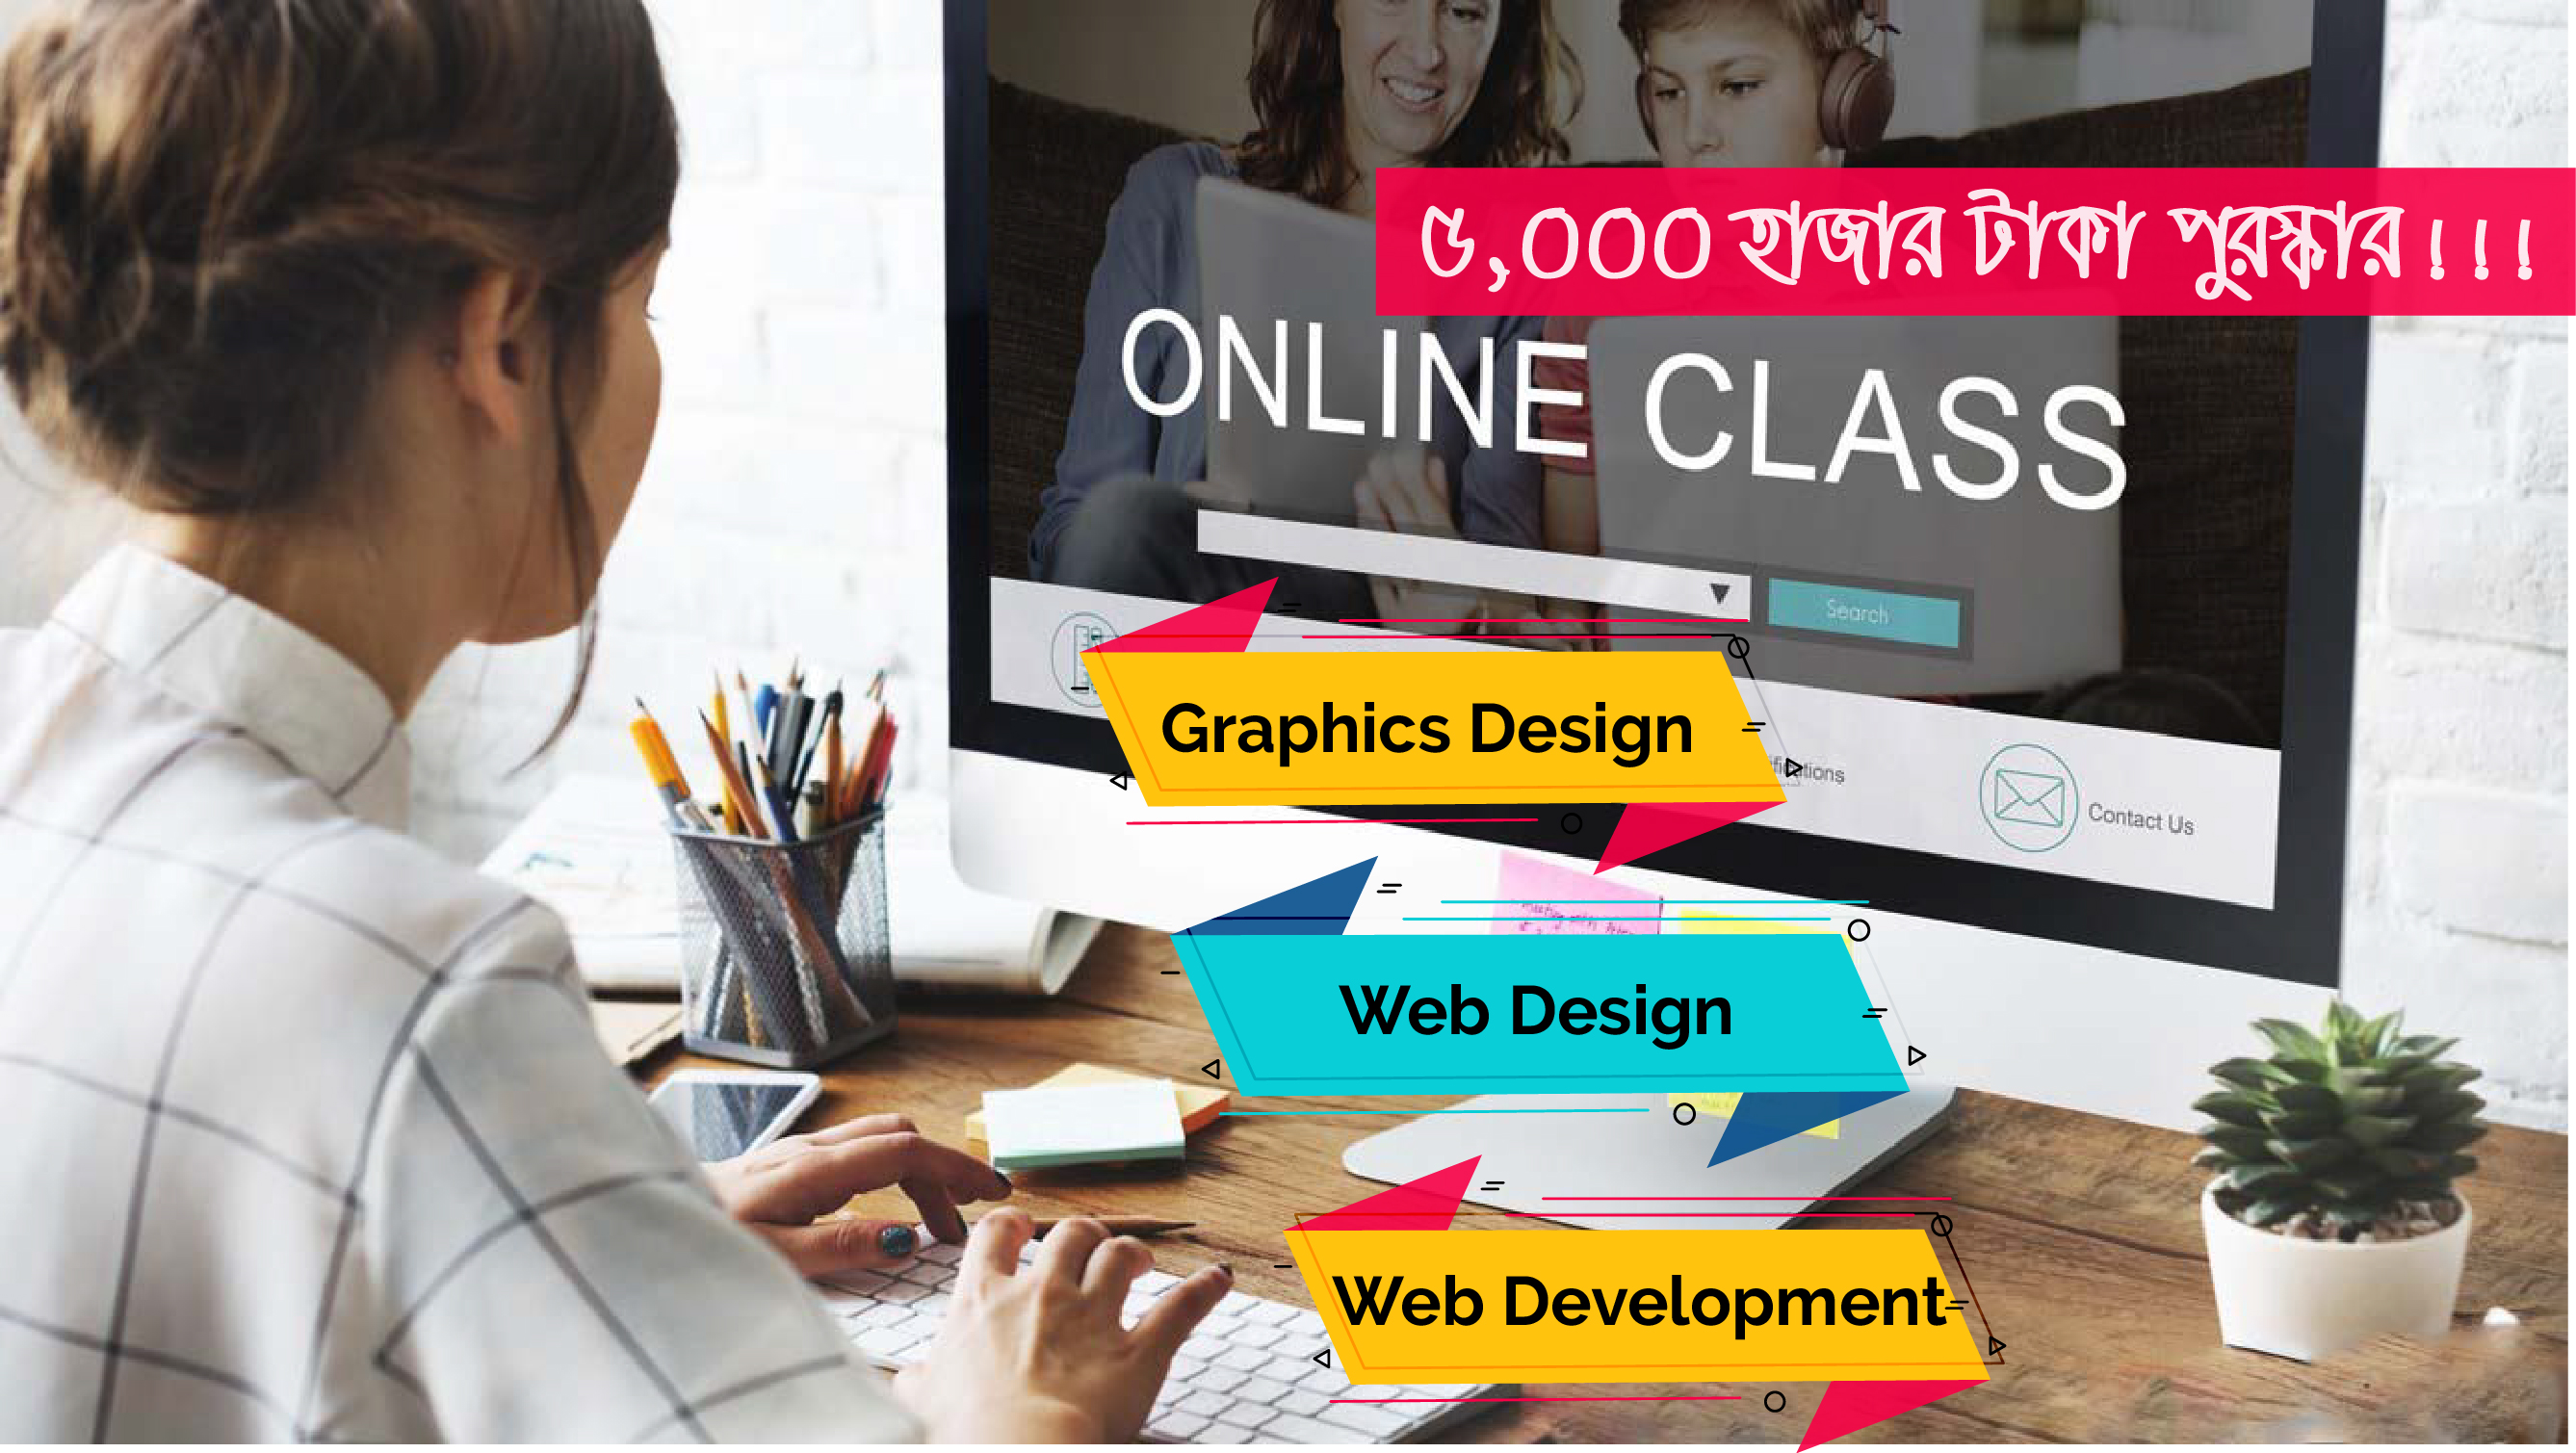 ৫,০০০ হাজার টাকা পুরস্কার ! ! !
ONLINE CLASS
Search
Graphics Design
Contact Us
Web Design
Web Development